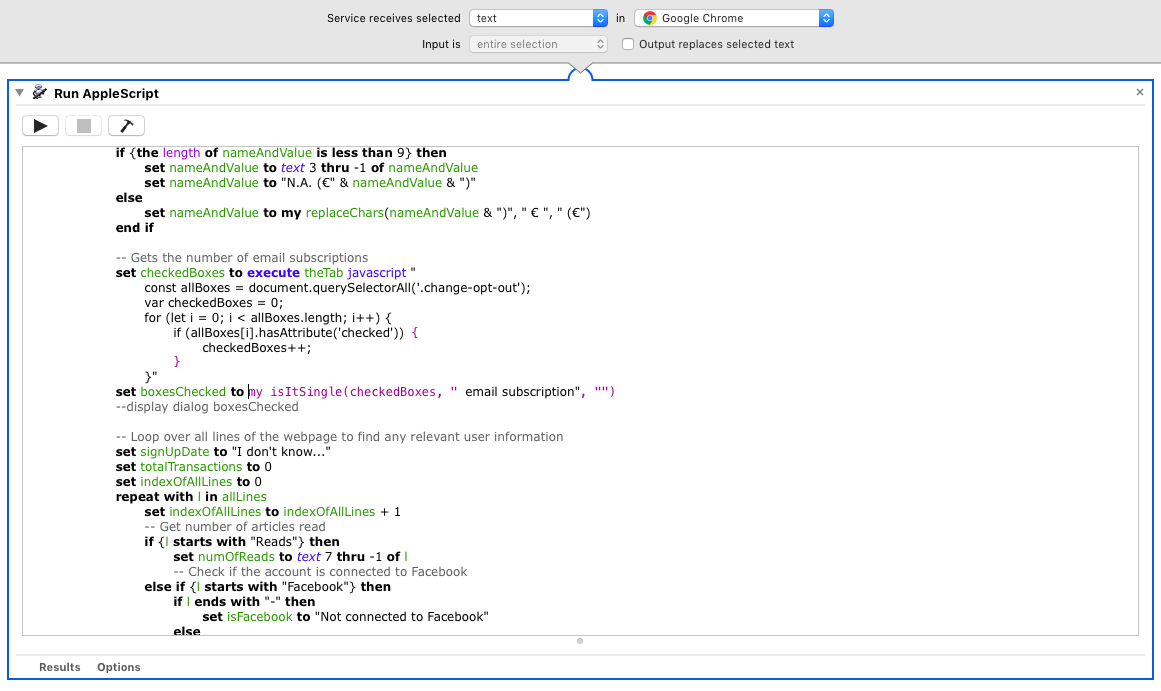 Service receives selected text in Google Chrome
Input is entire selection Output replaces selected text
Run AppleScript
if {the length of nameAndValue is less than 9} then
set nameAndValue to text 3 thru -1 of nameAndValue
set nameAndValue to "N.A. (€" & nameAndValue & ")"
else
set nameAndValue to my replaceChars(nameAndValue & ")", " € ", " (€")
end if
-- Gets the number of email subscriptions
set checkedBoxes to execute theTab javascript "
const allBoxes = document.querySelectorAll('.change-opt-out');
var checkedBoxes = 0;
for (let i = 0; i < allBoxes.length; i++) {
if (allBoxes[i].hasAttribute('checked')) {
checkedBoxes++;
}
}"
set boxesChecked to my isItSingle(checkedBoxes, " email subscription", "")
--display dialog boxesChecked
-- Loop over all lines of the webpage to find any relevant user information
set signUpDate to "I don't know..."
set totalTransactions to 0
set indexOfAllLines to 0
repeat with l in allLines
set indexOfAllLines to indexOfAllLines + 1
-- Get number of articles read
if {l starts with "Reads"} then
set numOfReads to text 7 thru -1 of l
-- Check if the account is connected to Facebook
else if {l starts with "Facebook"} then
if l ends with "-" then
set isFacebook to "Not connected to Facebook"
else
Results Options